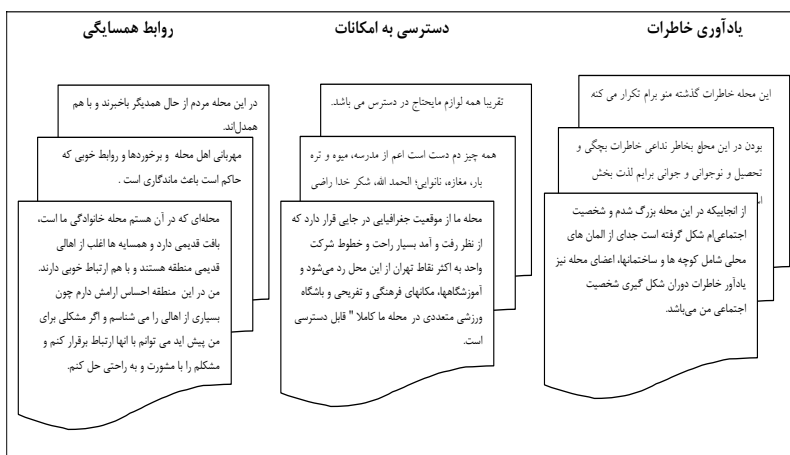 یادآوری خاطرات
این محله خاطرات گذشته منو برام تکرار می کنه.
بودن در این محله بخاطر تداعی خاطرات بچگی و
تحصیل و نوجوانی و جوانی برایم لذت بخش
از انجاییکه در این محله بزرگ شدم و شخصیت
اجتماعی‌ام شکل گرفته است جدای از المان های
محلی شامل کوچه ها و ساختمانها، اعضای محله نیز
یادآور خاطرات دوران شکل گیری شخصیت
اجتماعی من می‌باشد.
دسترسی به امکانات
تقریبا همه لوازم مایحتاج در دسترس می باشد.
همه چیز دم دست است اعم از مدرسه، میوه و تره
بار، مغازه، نانوایی؛ الحمد الله، شکر خدا راضی
محله ما از موقعیت جغرافیایی در جایی قرار دارد که
از نظر رفت و آمد بسیار راحت و خطوط شرکت
واحد به اکثر نقاط تهران از این محل رد می‌شود و
آموزشگاهها، مکانهای فرهنگی و تفریحی و باشگاه
ورزشی متعددی در محله ما کاملا " قابل دسترسی
است.
روابط همسایگی
در این محله مردم از حال همدیگر باخبرند و با هم
همدل‌اند.
مهربانی اهل محله و برخوردها و روابط خوبی که
حاکم است باعث ماندگاری است .
محله‌ای که در آن هستم محله خانوادگی ما است،
بافت قدیمی دارد و همسایه ها اغلب از اهالی
قدیمی منطقه هستند و با هم ارتباط خوبی دارند.
من در این منطقه احساس ارامش دارم چون
بسیاری از اهالی را می شناسم و اگر مشکلی برای
من پیش اید می توانم با انها ارتباط برقرار کنم و
مشکلم را با مشورت و به راحتی حل کنم.